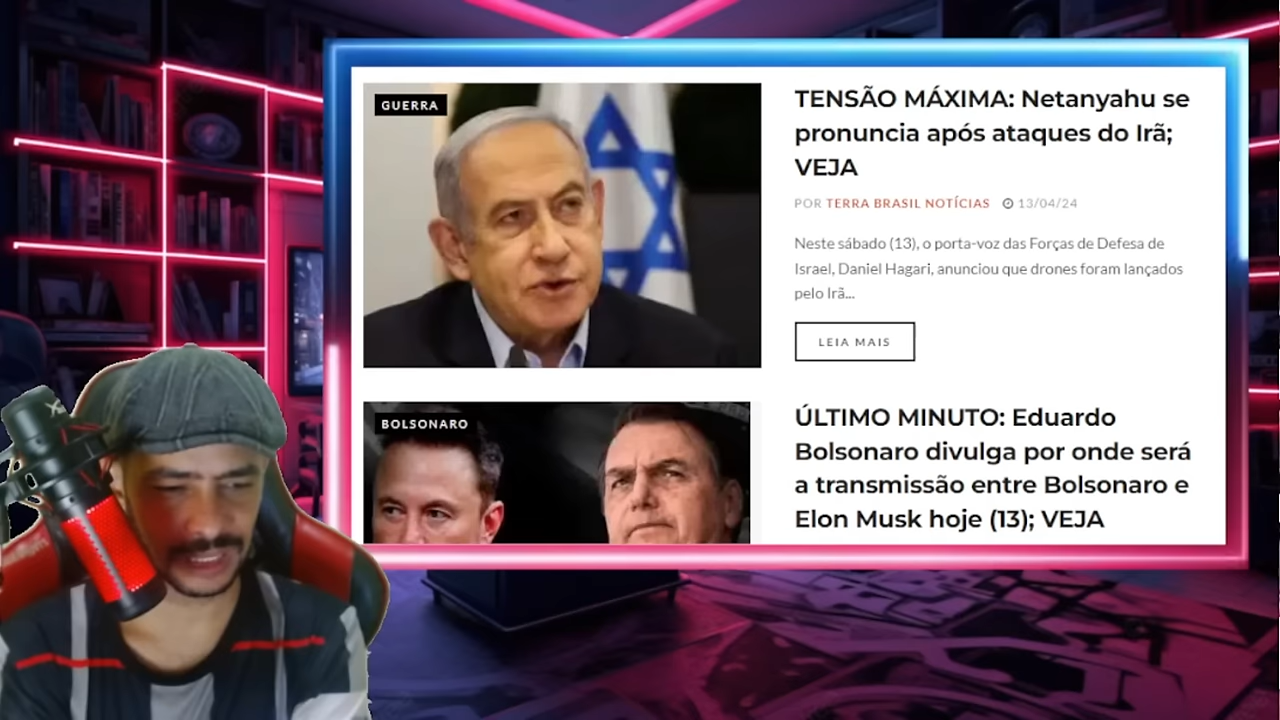 GUERRA
TENSÃO MÁXIMA: Netanyahu se
pronuncia após ataques do Irã;
VEJA
POR TERRA BRASIL NOTÍCIAS 13/04/24
Neste sábado (13), o porta-voz das Forças de Defesa de
Israel, Daniel Hagari, anunciou que drones foram lançados
pelo Irã...
LEIA MAIS
BOLSONARO
ÚLTIMO MINUTO: Eduardo
Bolsonaro divulga por onde será
a transmissão entre Bolsonaro e
Elon Musk hoje (13); VEJA